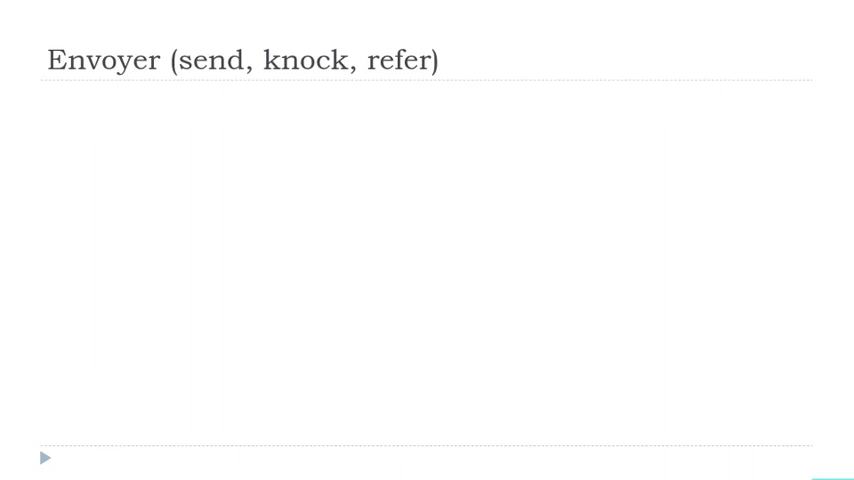 Envoyer (send, knock, refer)